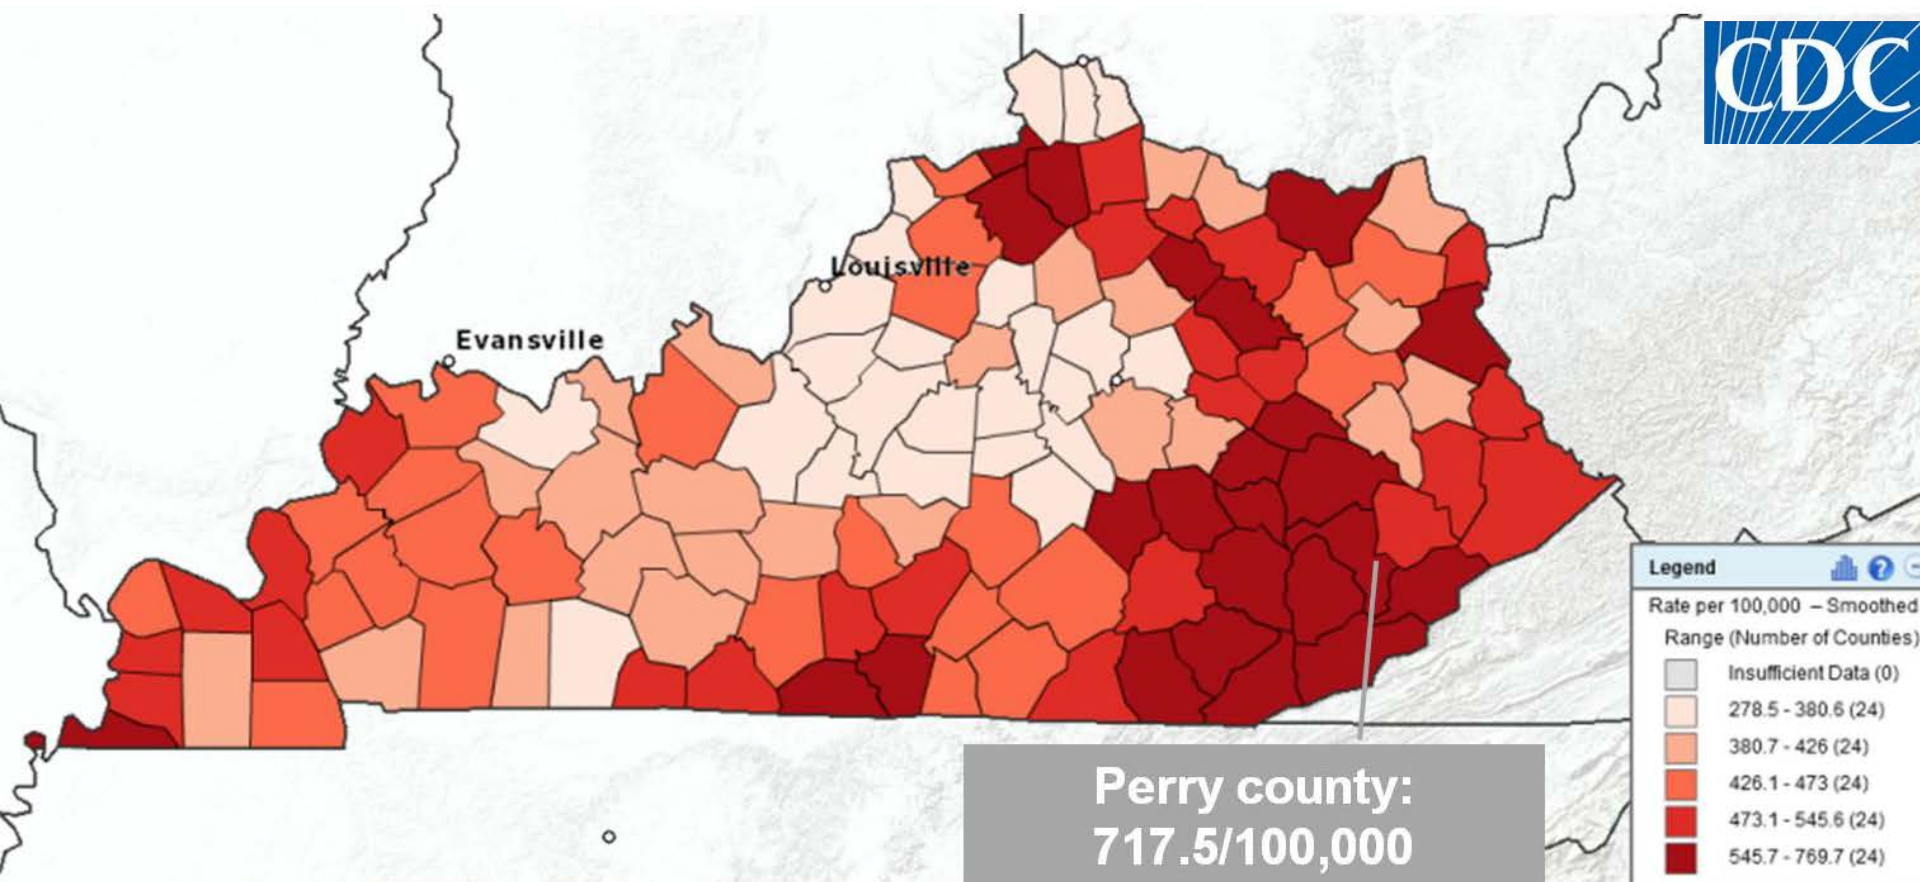 CDC
Louisville
Evansville
Legend
Rate per 100,000 – Smoothed
Range (Number of Counties)
Insufficient Data (0)
278.5 - 380.6 (24)
380.7 - 426 (24)
426.1 - 473 (24)
473.1 - 545.6 (24)
545.7 - 769.7 (24)
Perry county:
717.5/100,000